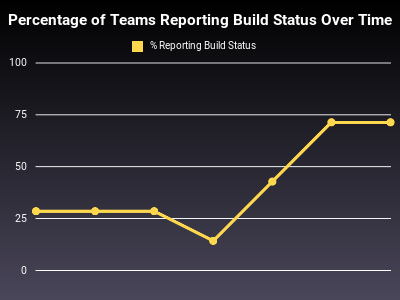 Percentage of Teams Reporting Build Status Over Time
% Reporting Build Status
100
75
50
25
0